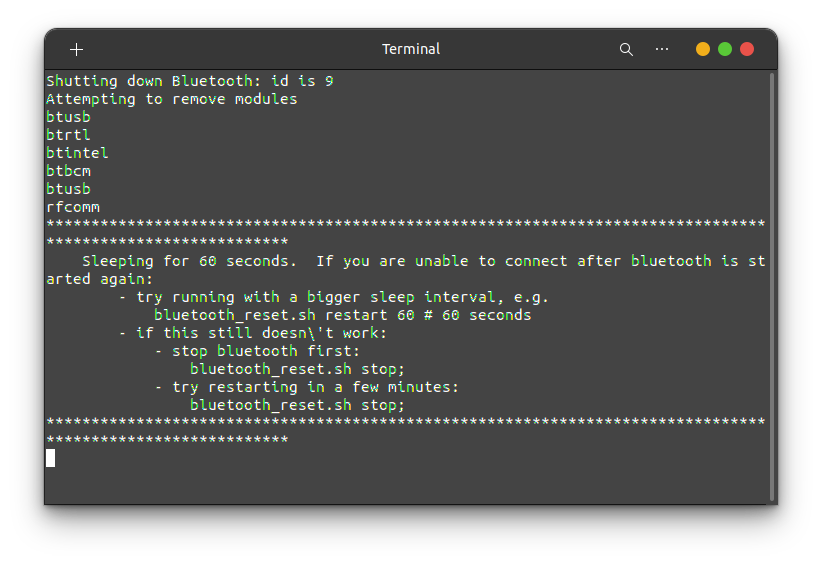 Terminal
Shutting down Bluetooth: id is 9
Attempting to remove modules
btusb
btrtl
btintel
btbcm
btusb
rfcomm
********************************************************************************
***************************
    Sleeping for 60 seconds.  If you are unable to connect after bluetooth is st
arted again:
        - try running with a bigger sleep interval, e.g.
            bluetooth_reset.sh restart 60 # 60 seconds
        - if this still doesn\'t work:
            - stop bluetooth first:
                bluetooth_reset.sh stop;
            - try restarting in a few minutes:
                bluetooth_reset.sh stop;
********************************************************************************
***************************